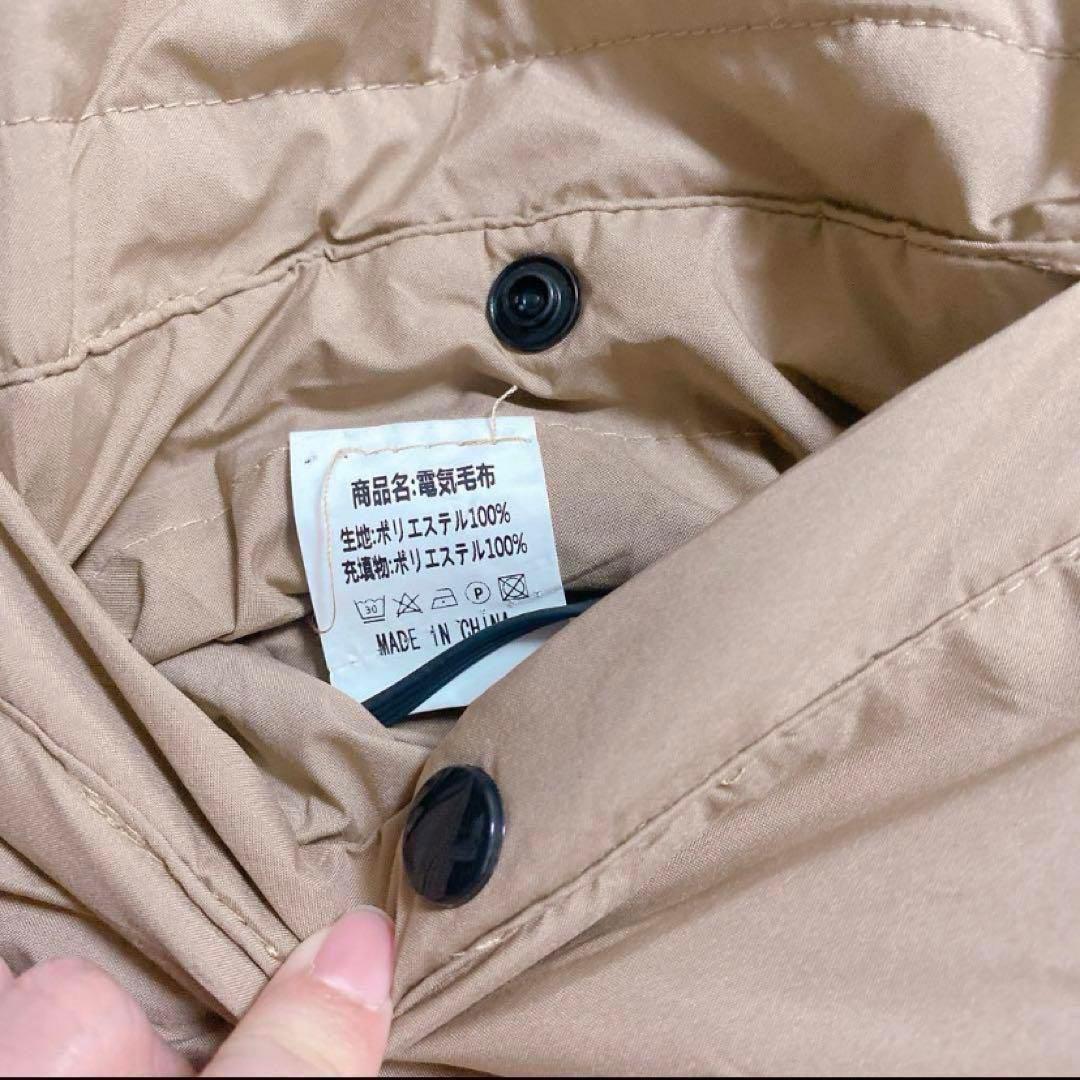 商品名:電気毛布
生地:ポリエステル100%
充填物:ポリエステル100%
30 P
MADE iN CHiNA